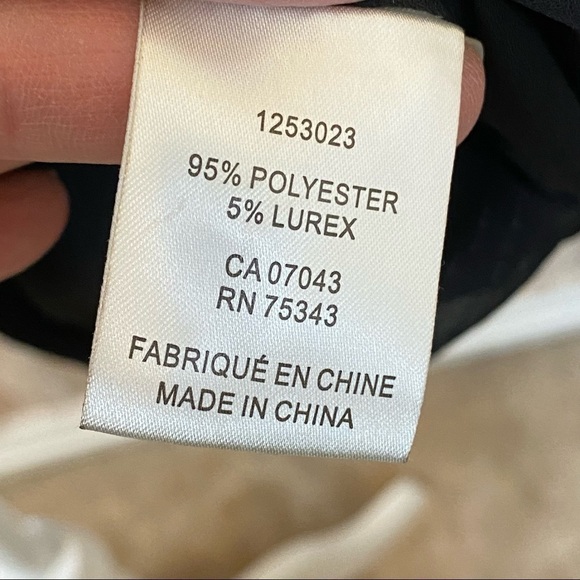 1253023
95% POLYESTER
5% LUREX
CA 07043
RN 75343
FABRIQUÉ EN CHINE
MADE IN CHINA